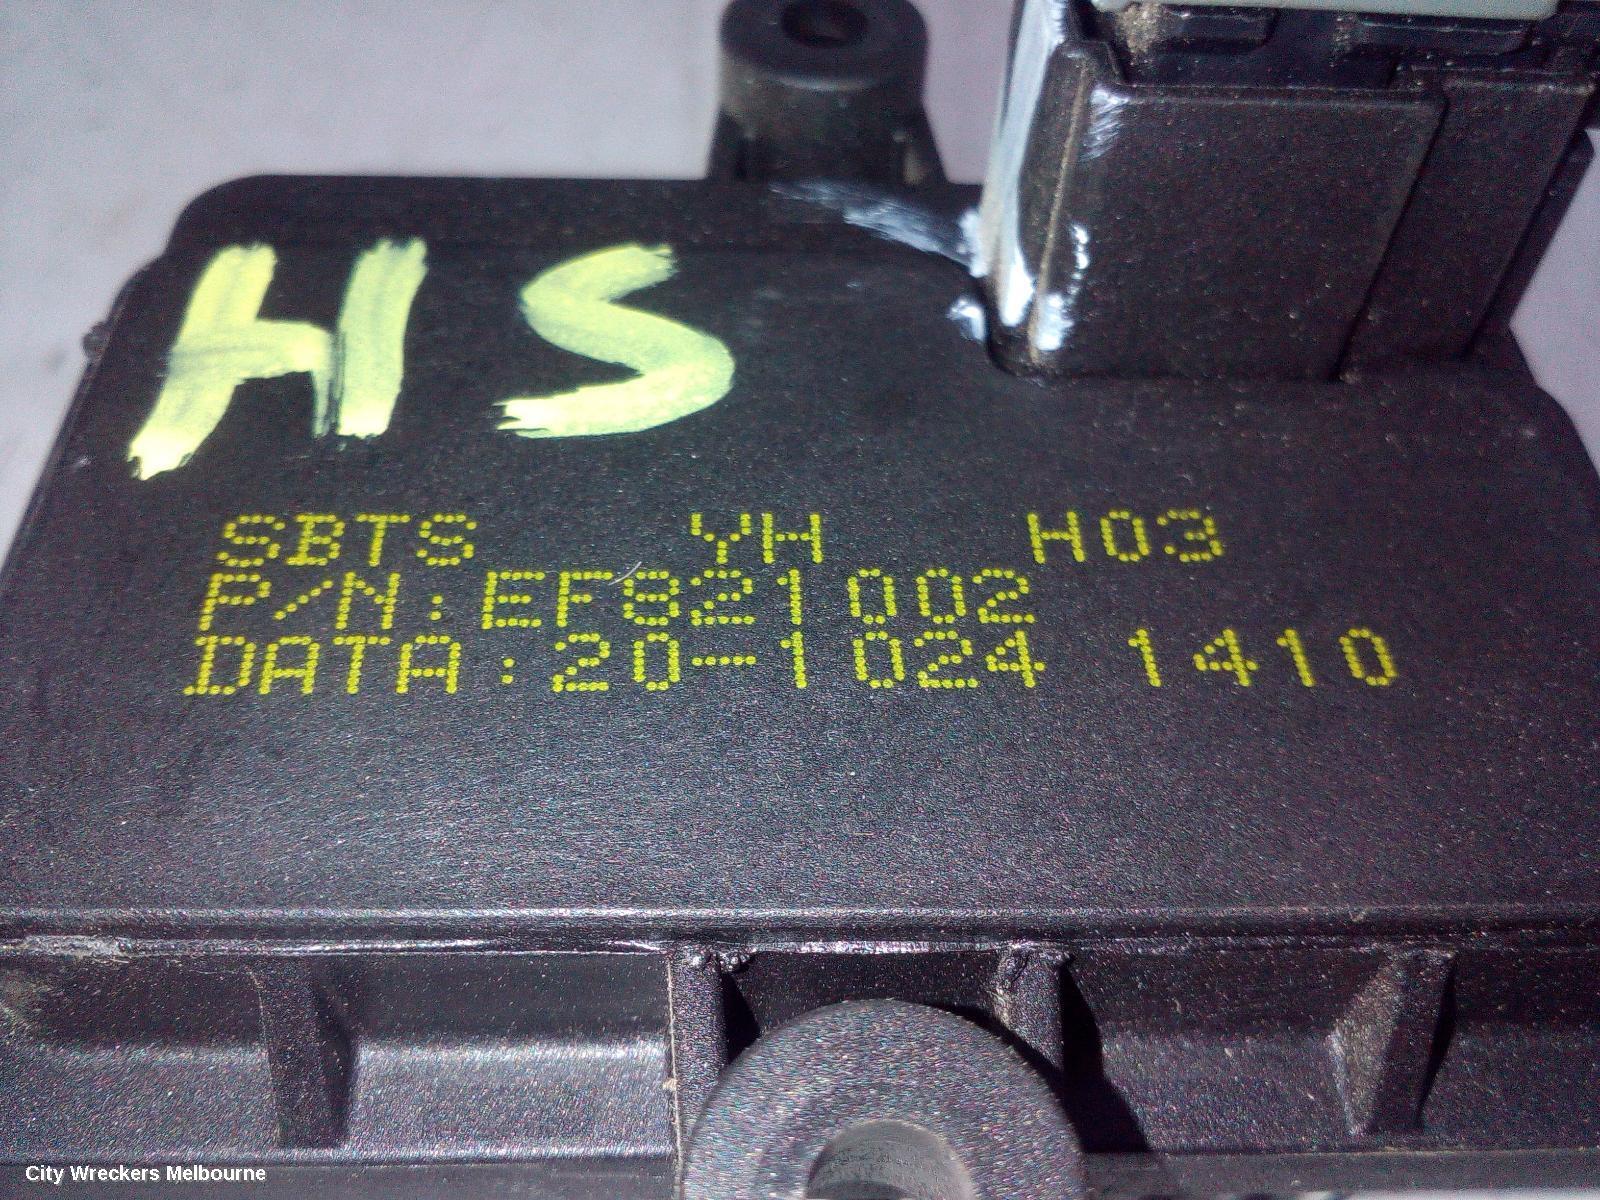 HS
SBTS YH H03
P/N:EF821002
DATA:20-1024 1410
City Wreckers Melbourne